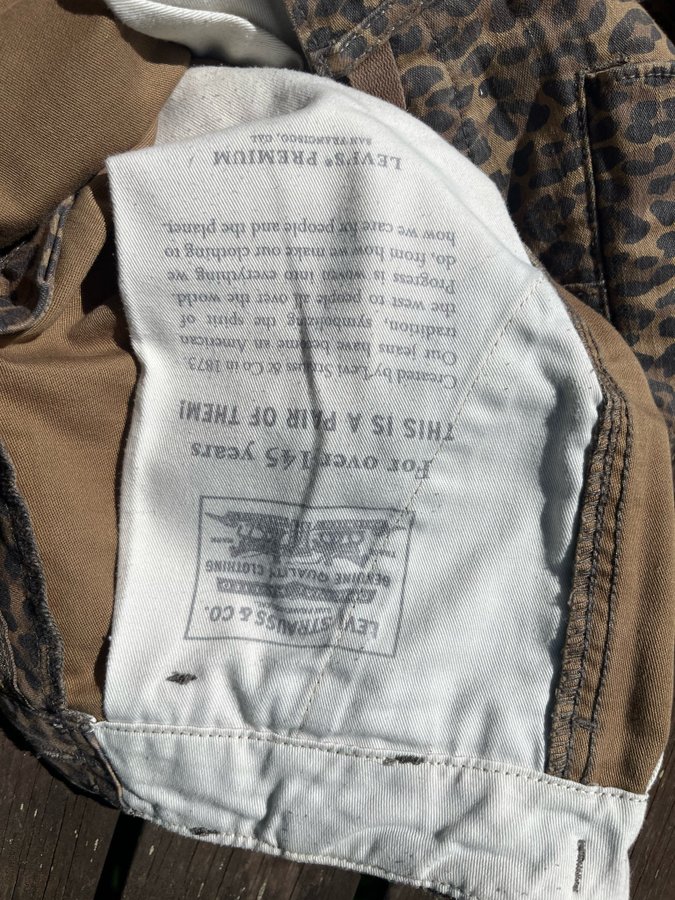 LEVI STRAUSS & CO.
GENUINE QUALITY CLOTHING
For over 145 years
THIS IS A PAIR OF THEM!
Created by Levi Strauss & Co in 1873.
Our jeans have become an American
tradition, symbolizing the spirit of
the west to people all over the world.
Progress is woven into everything we
do, from how we make our clothing to
how we care for people and the planet.
LEVI'S® PREMIUM
SAN FRANCISCO, CAL